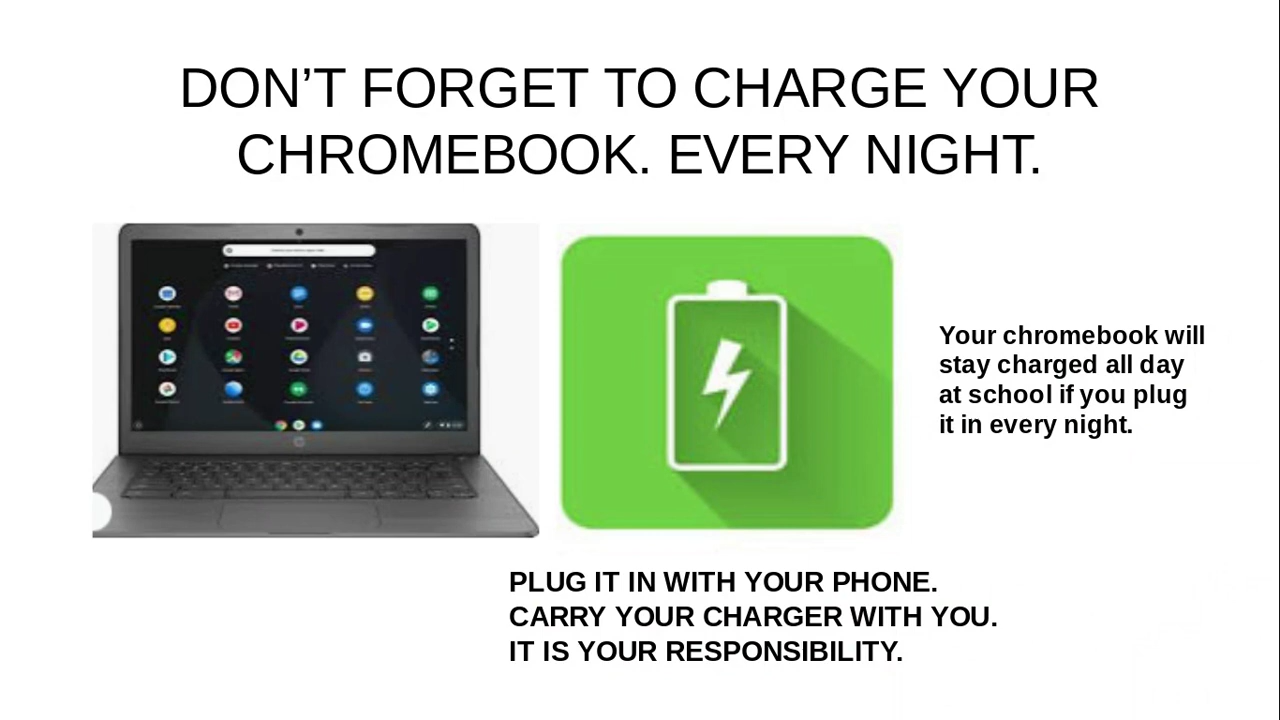 DON’T FORGET TO CHARGE YOUR
CHROMEBOOK. EVERY NIGHT.
Your chromebook will
stay charged all day
at school if you plug
it in every night.
PLUG IT IN WITH YOUR PHONE.
CARRY YOUR CHARGER WITH YOU.
IT IS YOUR RESPONSIBILITY.